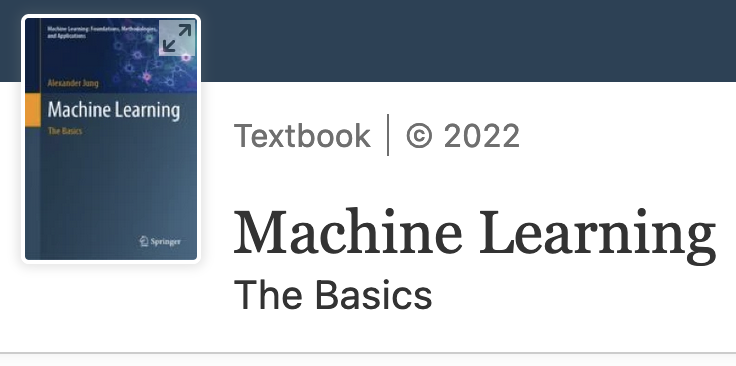 Machine Learning: Foundations, Methodologies,
and Applications
Alexander Jung
Machine Learning
The Basics
Springer
Textbook | © 2022
Machine Learning
The Basics